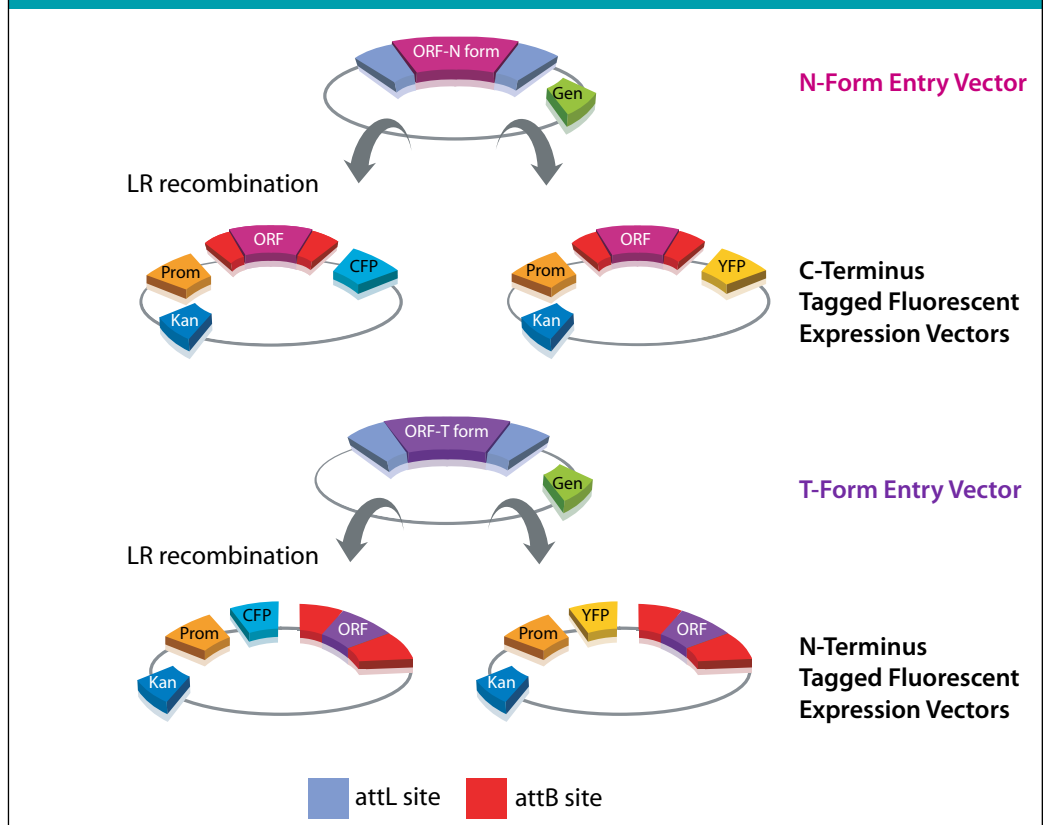 ORF-N form
Gen
N-Form Entry Vector
LR recombination
ORF
Prom
CFP
Kan
ORF
Prom
YFP
Kan
C-Terminus
Tagged Fluorescent
Expression Vectors
ORF-T form
Gen
T-Form Entry Vector
LR recombination
CFP
Prom
ORF
Kan
YFP
Prom
ORF
Kan
N-Terminus
Tagged Fluorescent
Expression Vectors
attL site
attB site